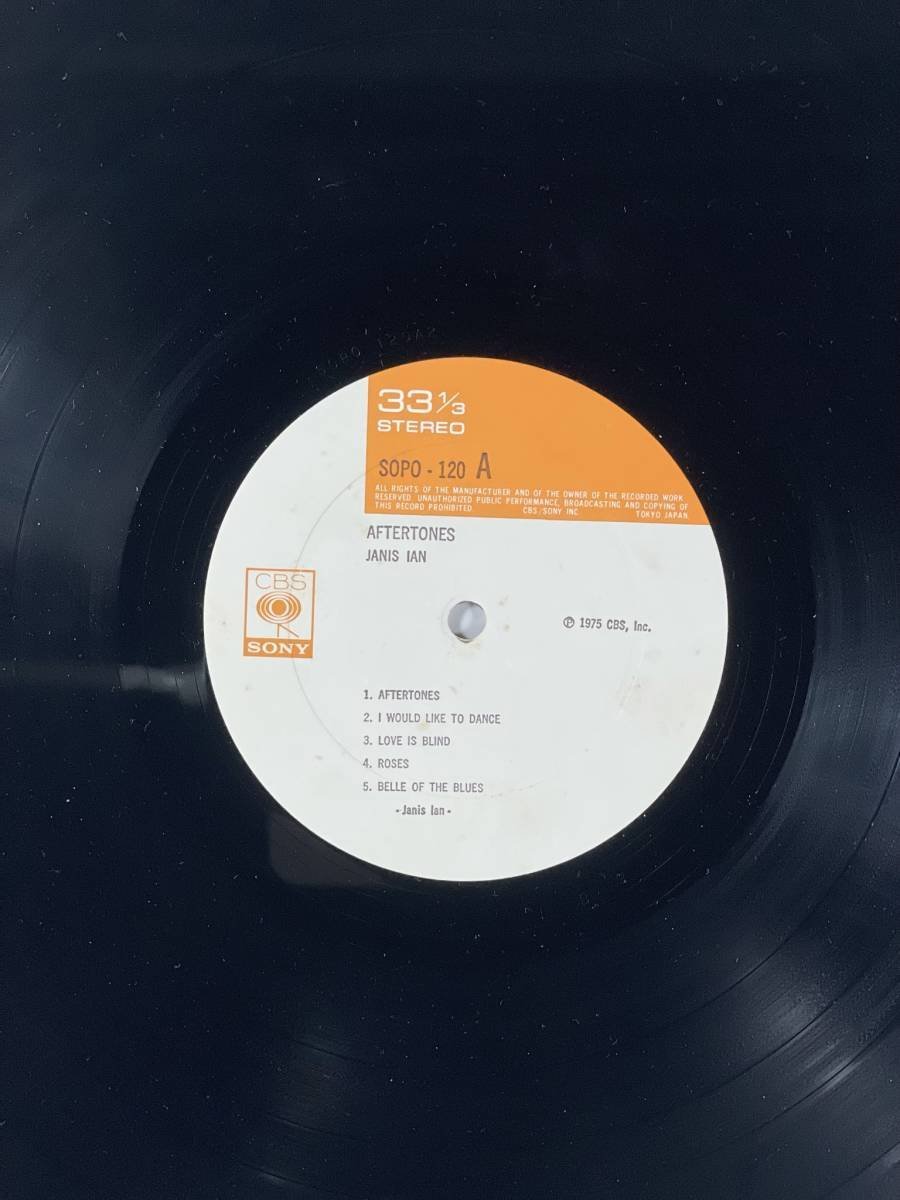 33 1/3
STEREO
SOPO - 120 A
ALL RIGHTS OF THE MANUFACTURER AND OF THE OWNER OF THE RECORDED WORK
RESERVED. UNAUTHORIZED PUBLIC PERFORMANCE, BROADCASTING AND COPYING OF
THIS RECORD PROHIBITED CBS/SONY INC. TOKYO JAPAN
AFTERTONES
JANIS IAN
CBS
SONY
℗ 1975 CBS, Inc.
1. AFTERTONES
2. I WOULD LIKE TO DANCE
3. LOVE IS BLIND
4. ROSES
5. BELLE OF THE BLUES
-Janis Ian-